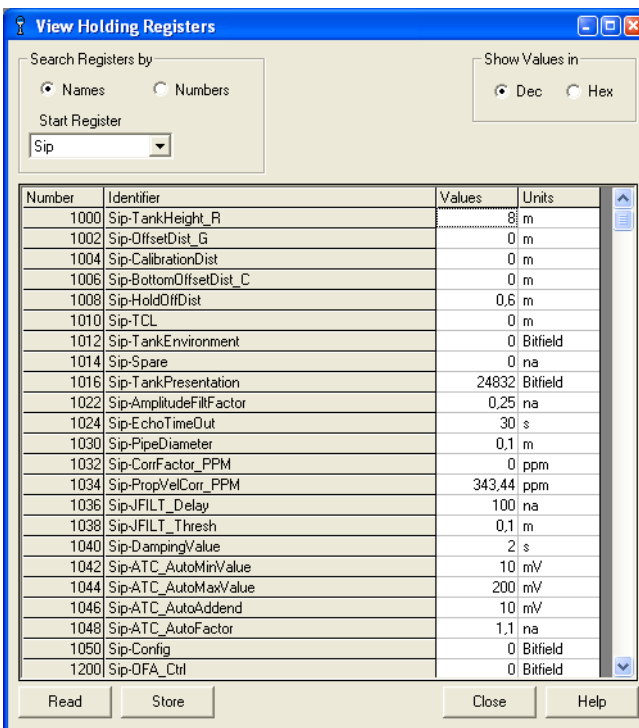 View Holding Registers
Search Registers by
Names Numbers
Start Register
Sip
Show Values in
Dec Hex
Number Identifier Values Units
1000 Sip-TankHeight_R 8 m
1002 Sip-OffsetDist_G 0 m
1004 Sip-CalibrationDist 0 m
1006 Sip-BottomOffsetDist_C 0 m
1008 Sip-HoldOffDist 0,6 m
1010 Sip-TCL 0 m
1012 Sip-TankEnvironment 0 Bitfield
1014 Sip-Spare 0 na
1016 Sip-TankPresentation 24832 Bitfield
1022 Sip-AmplitudeFiltFactor 0,25 na
1024 Sip-EchoTimeOut 30 s
1030 Sip-PipeDiameter 0,1 m
1032 Sip-CorrFactor_PPM 0 ppm
1034 Sip-PropVelCorr_PPM 343,44 ppm
1036 Sip-JFILT_Delay 100 na
1038 Sip-JFILT_Thresh 0,1 m
1040 Sip-DampingValue 2 s
1042 Sip-ATC_AutoMinValue 10 mV
1044 Sip-ATC_AutoMaxValue 200 mV
1046 Sip-ATC_AutoAddend 10 mV
1048 Sip-ATC_AutoFactor 1,1 na
1050 Sip-Config 0 Bitfield
1200 Sip-OFA_Ctrl 0 Bitfield
Read Store Close Help